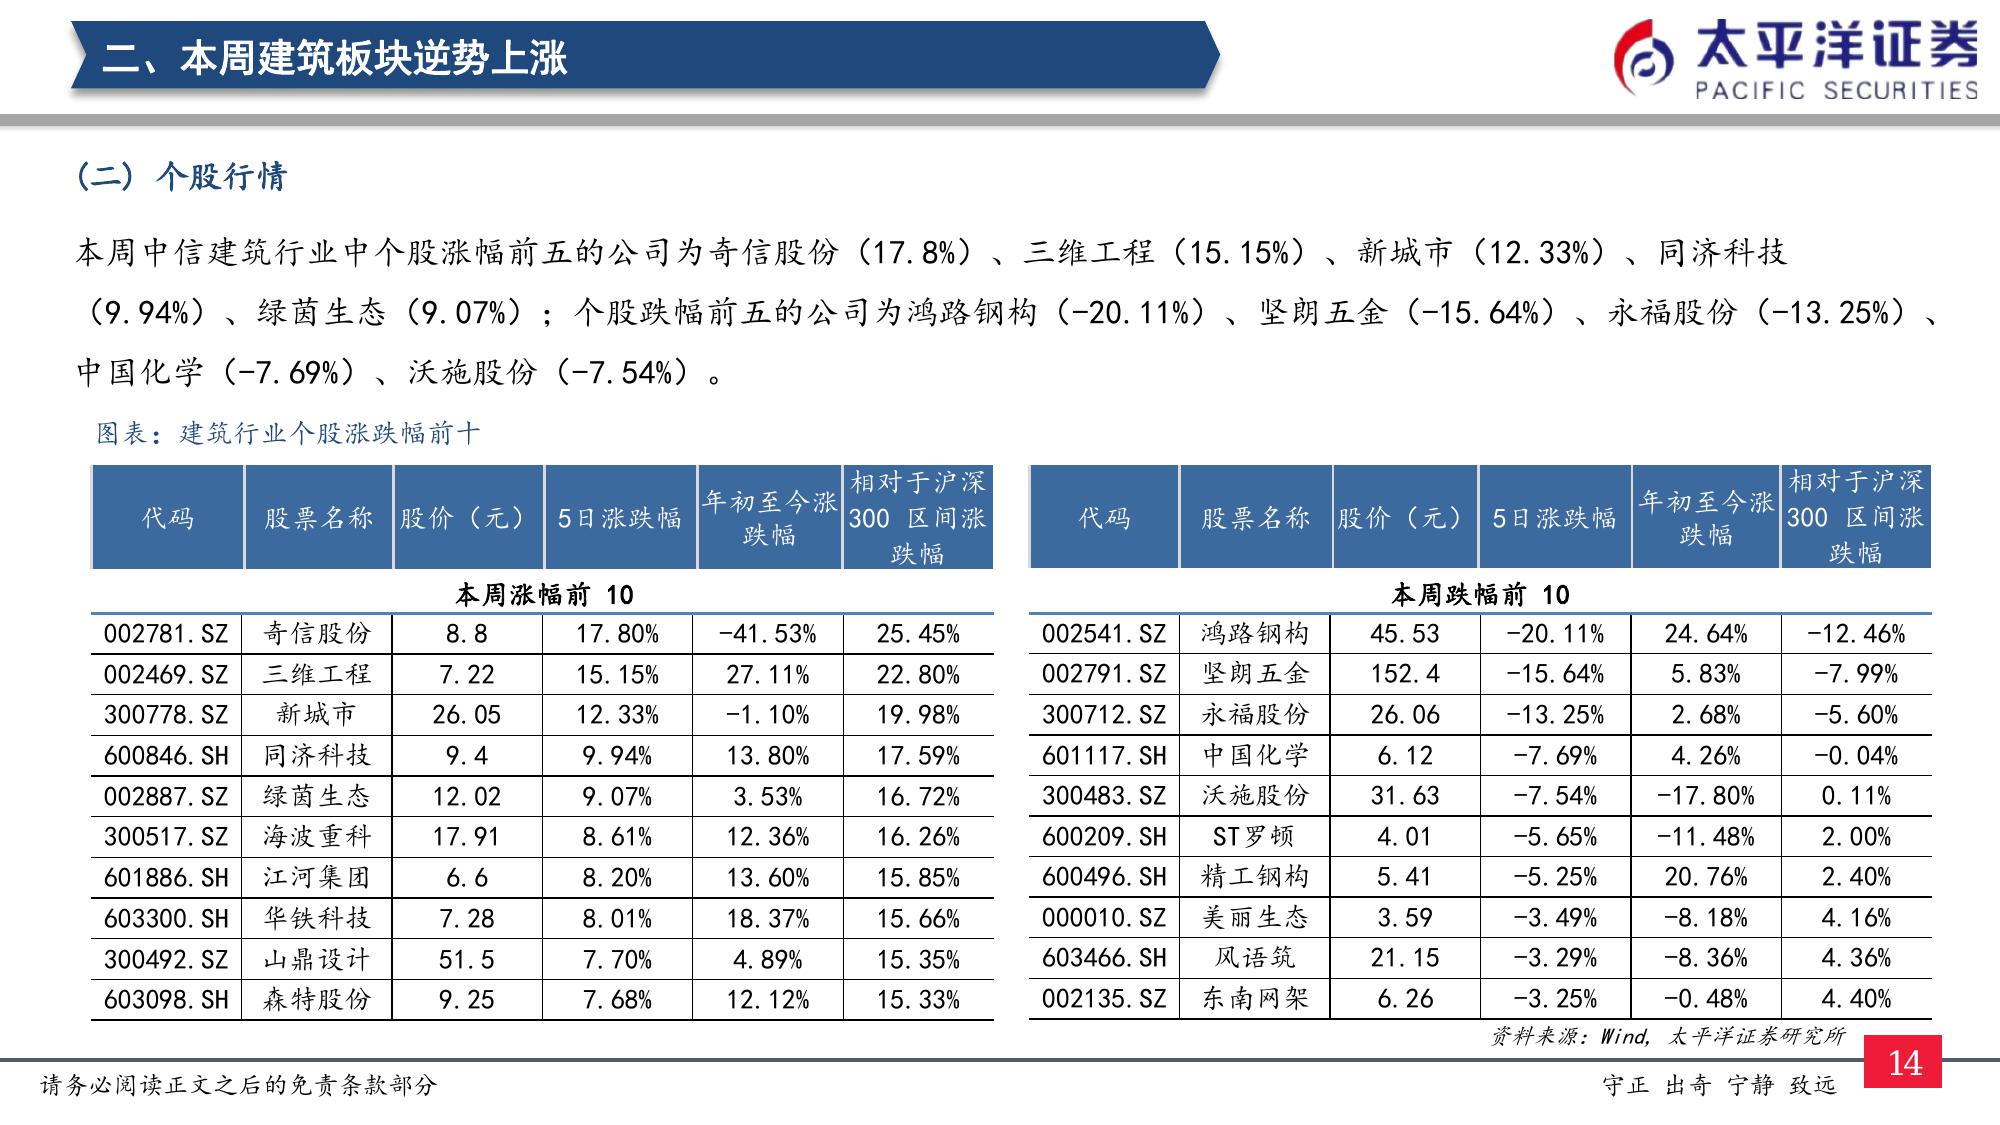 二、本周建筑板块逆势上涨
太平洋证券
PACIFIC SECURITIES
(二) 个股行情
本周中信建筑行业中个股涨幅前五的公司为奇信股份（17.8%）、三维工程（15.15%）、新城市（12.33%）、同济科技
（9.94%）、绿茵生态（9.07%）；个股跌幅前五的公司为鸿路钢构（-20.11%）、坚朗五金（-15.64%）、永福股份（-13.25%）、
中国化学（-7.69%）、沃施股份（-7.54%）。
图表：建筑行业个股涨跌幅前十
代码 股票名称 股价（元） 5日涨跌幅 年初至今涨跌幅 相对于沪深300 区间涨跌幅
本周涨幅前 10
002781.SZ 奇信股份 8.8 17.80% -41.53% 25.45%
002469.SZ 三维工程 7.22 15.15% 27.11% 22.80%
300778.SZ 新城市 26.05 12.33% -1.10% 19.98%
600846.SH 同济科技 9.4 9.94% 13.80% 17.59%
002887.SZ 绿茵生态 12.02 9.07% 3.53% 16.72%
300517.SZ 海波重科 17.91 8.61% 12.36% 16.26%
601886.SH 江河集团 6.6 8.20% 13.60% 15.85%
603300.SH 华铁科技 7.28 8.01% 18.37% 15.66%
300492.SZ 山鼎设计 51.5 7.70% 4.89% 15.35%
603098.SH 森特股份 9.25 7.68% 12.12% 15.33%
代码 股票名称 股价（元） 5日涨跌幅 年初至今涨跌幅 相对于沪深300 区间涨跌幅
本周跌幅前 10
002541.SZ 鸿路钢构 45.53 -20.11% 24.64% -12.46%
002791.SZ 坚朗五金 152.4 -15.64% 5.83% -7.99%
300712.SZ 永福股份 26.06 -13.25% 2.68% -5.60%
601117.SH 中国化学 6.12 -7.69% 4.26% -0.04%
300483.SZ 沃施股份 31.63 -7.54% -17.80% 0.11%
600209.SH ST罗顿 4.01 -5.65% -11.48% 2.00%
600496.SH 精工钢构 5.41 -5.25% 20.76% 2.40%
000010.SZ 美丽生态 3.59 -3.49% -8.18% 4.16%
603466.SH 风语筑 21.15 -3.29% -8.36% 4.36%
002135.SZ 东南网架 6.26 -3.25% -0.48% 4.40%
资料来源：Wind, 太平洋证券研究所
请务必阅读正文之后的免责条款部分
守正 出奇 宁静 致远
14